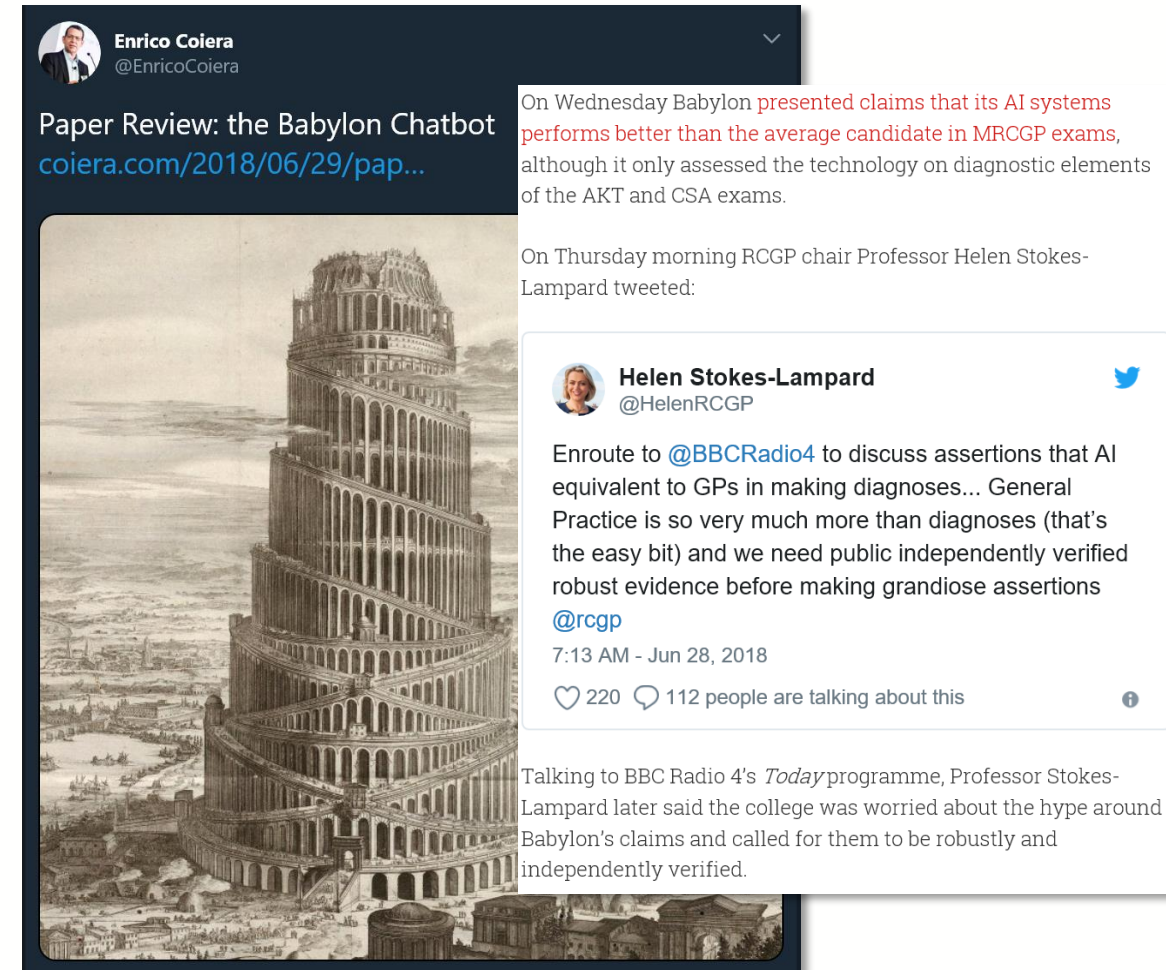 Enrico Coiera
@EnricoCoiera
Paper Review: the Babylon Chatbot
coiera.com/2018/06/29/pap...
On Wednesday Babylon presented claims that its AI systems
performs better than the average candidate in MRCGP exams,
although it only assessed the technology on diagnostic elements
of the AKT and CSA exams.
On Thursday morning RCGP chair Professor Helen Stokes-
Lampard tweeted:
Helen Stokes-Lampard
@HelenRCGP
Enroute to @BBCRadio4 to discuss assertions that AI
equivalent to GPs in making diagnoses... General
Practice is so very much more than diagnoses (that's
the easy bit) and we need public independently verified
robust evidence before making grandiose assertions
@rcgp
7:13 AM - Jun 28, 2018
220 112 people are talking about this
Talking to BBC Radio 4's Today programme, Professor Stokes-
Lampard later said the college was worried about the hype around
Babylon's claims and called for them to be robustly and
independently verified.